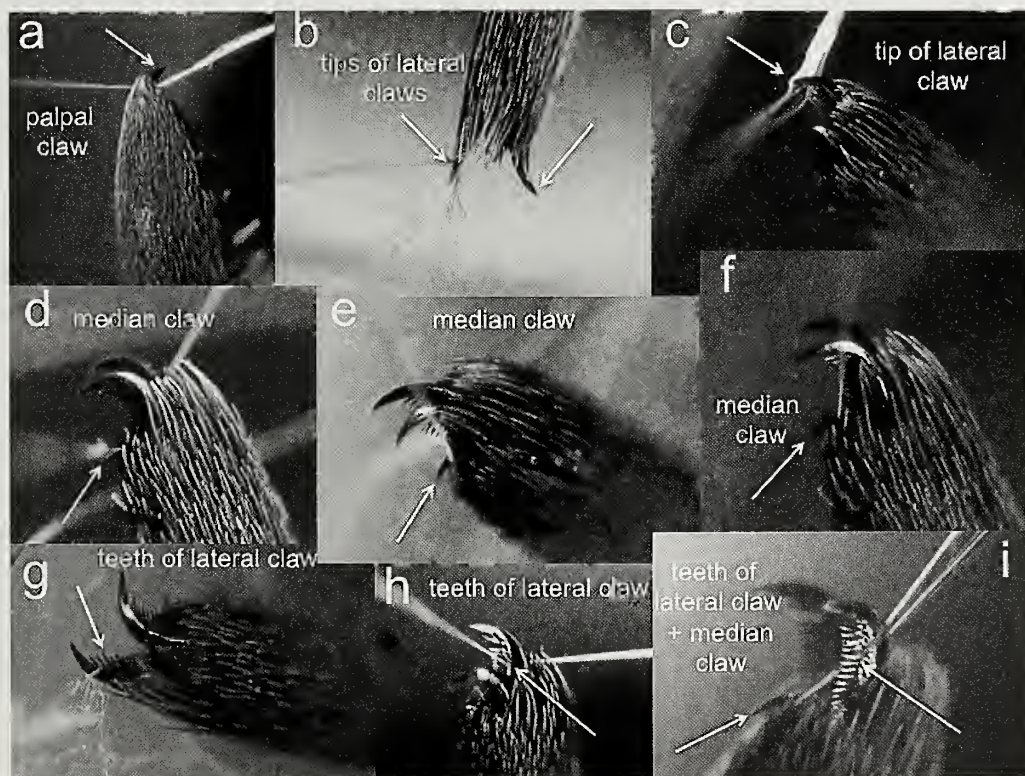 a
palpal
claw
b
tips of lateral
claws
c
tip of lateral
claw
d
median claw
e
median claw
f
median
claw
g
teeth of lateral claw
h
teeth of lateral claw
i
teeth of
lateral claw
+ median
claw